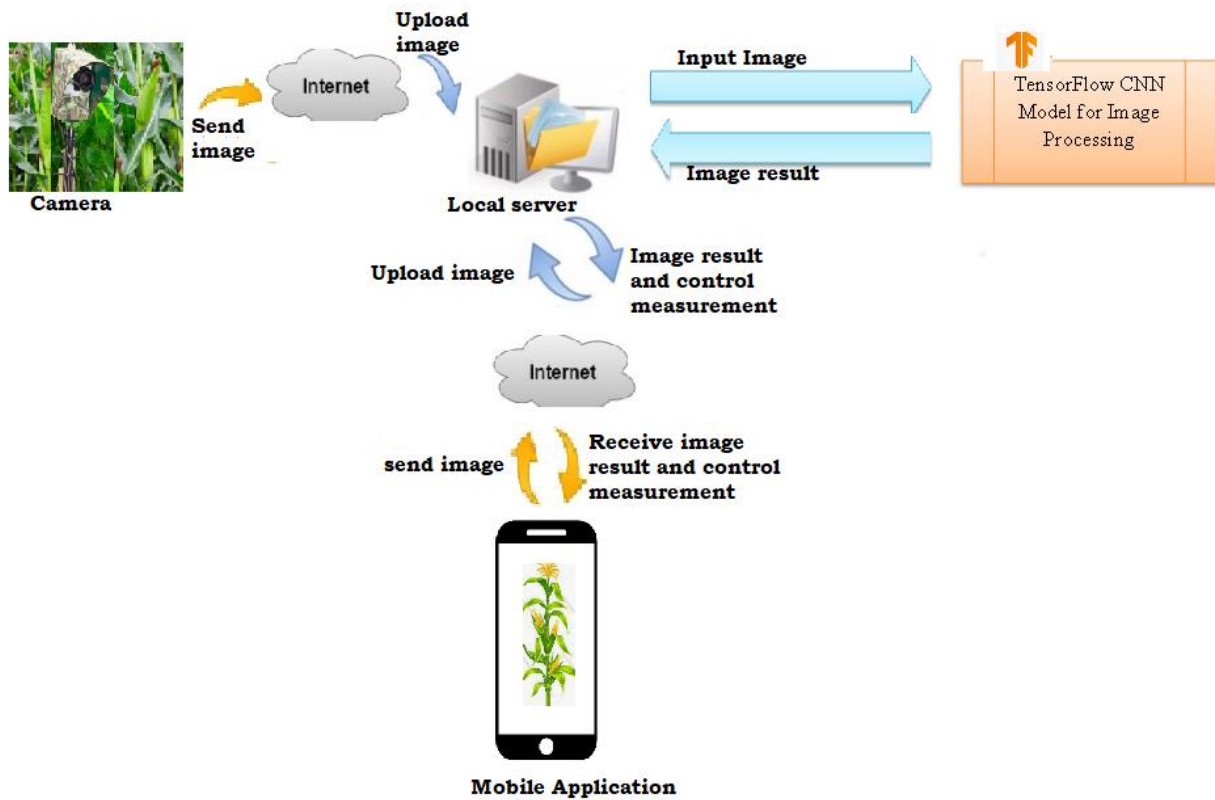 Upload
image
Internet
Send
image
Camera
Local server
Input Image
Image result
TensorFlow CNN
Model for Image
Processing
Upload image
Image result
and control
measurement
Internet
send image
Receive image
result and control
measurement
Mobile Application